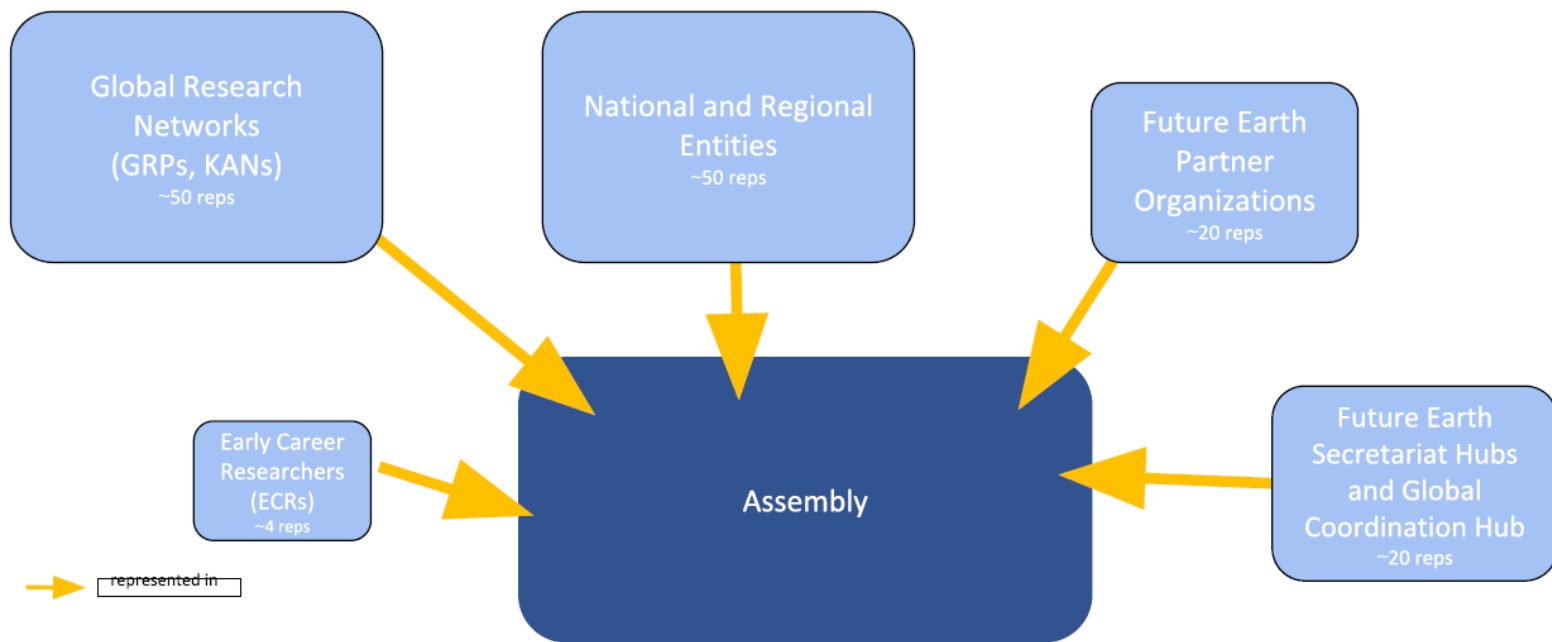 Global Research
Networks
(GRPs, KANs)
~50 reps
National and Regional
Entities
~50 reps
Future Earth
Partner
Organizations
~20 reps
Early Career
Researchers
(ECRs)
~4 reps
Assembly
Future Earth
Secretariat Hubs
and Global
Coordination Hub
~20 reps
represented in